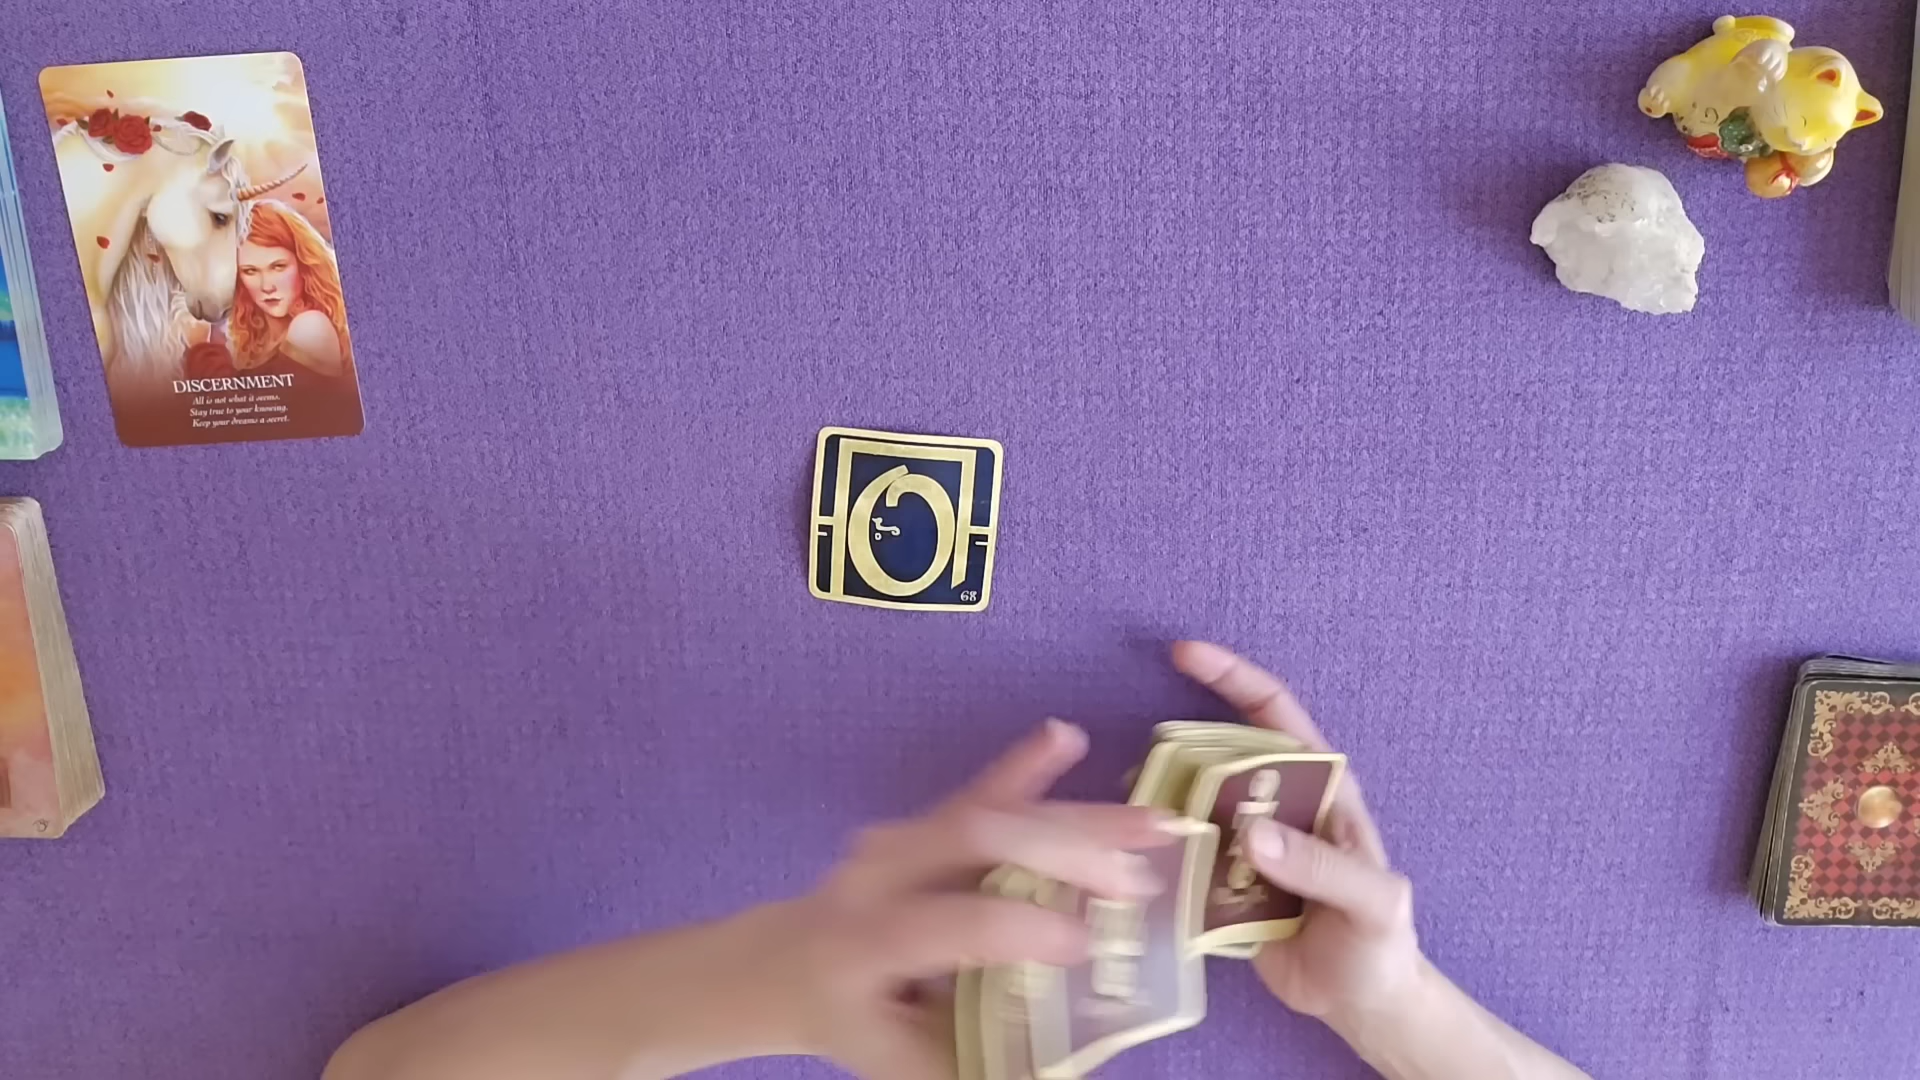 DISCERNMENT
All is not what it seems.
Stay true to your knowing.
Keep your dreams a secret.
68